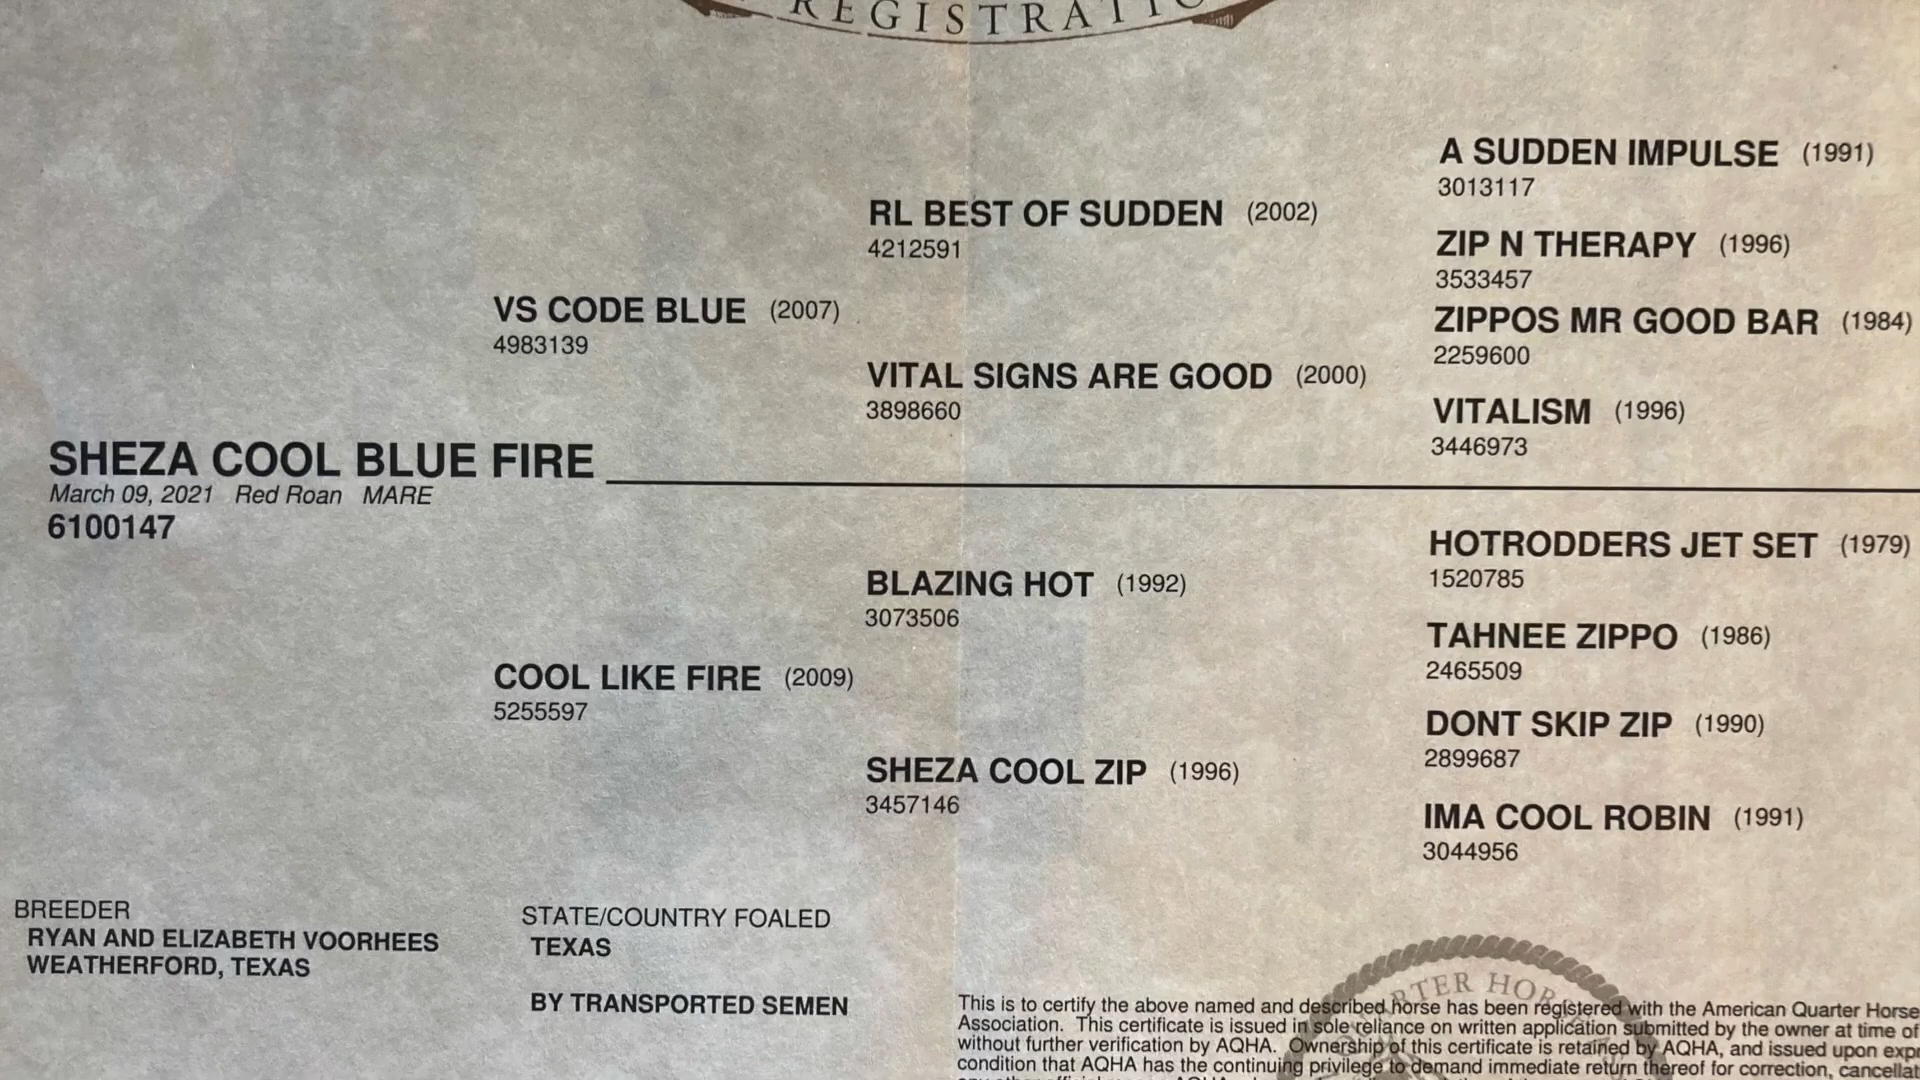 REGISTRATIO
A SUDDEN IMPULSE (1991)
3013117
RL BEST OF SUDDEN (2002)
4212591
ZIP N THERAPY (1996)
3533457
VS CODE BLUE (2007)
4983139
ZIPPOS MR GOOD BAR (1984)
2259600
VITAL SIGNS ARE GOOD (2000)
3898660
VITALISM (1996)
3446973
SHEZA COOL BLUE FIRE
March 09, 2021 Red Roan MARE
6100147
HOTRODDERS JET SET (1979)
1520785
BLAZING HOT (1992)
3073506
TAHNEE ZIPPO (1986)
2465509
COOL LIKE FIRE (2009)
5255597
DONT SKIP ZIP (1990)
2899687
SHEZA COOL ZIP (1996)
3457146
IMA COOL ROBIN (1991)
3044956
BREEDER
RYAN AND ELIZABETH VOORHEES
WEATHERFORD, TEXAS
STATE/COUNTRY FOALED
TEXAS
BY TRANSPORTED SEMEN
RTER HOR
This is to certify the above named and described horse has been registered with the American Quarter Horse
Association. This certificate is issued in sole reliance on written application submitted by the owner at time of
without further verification by AQHA. Ownership of this certificate is retained by AQHA, and issued upon expr
condition that AQHA has the continuing privilege to demand immediate return thereof for correction, cancellat